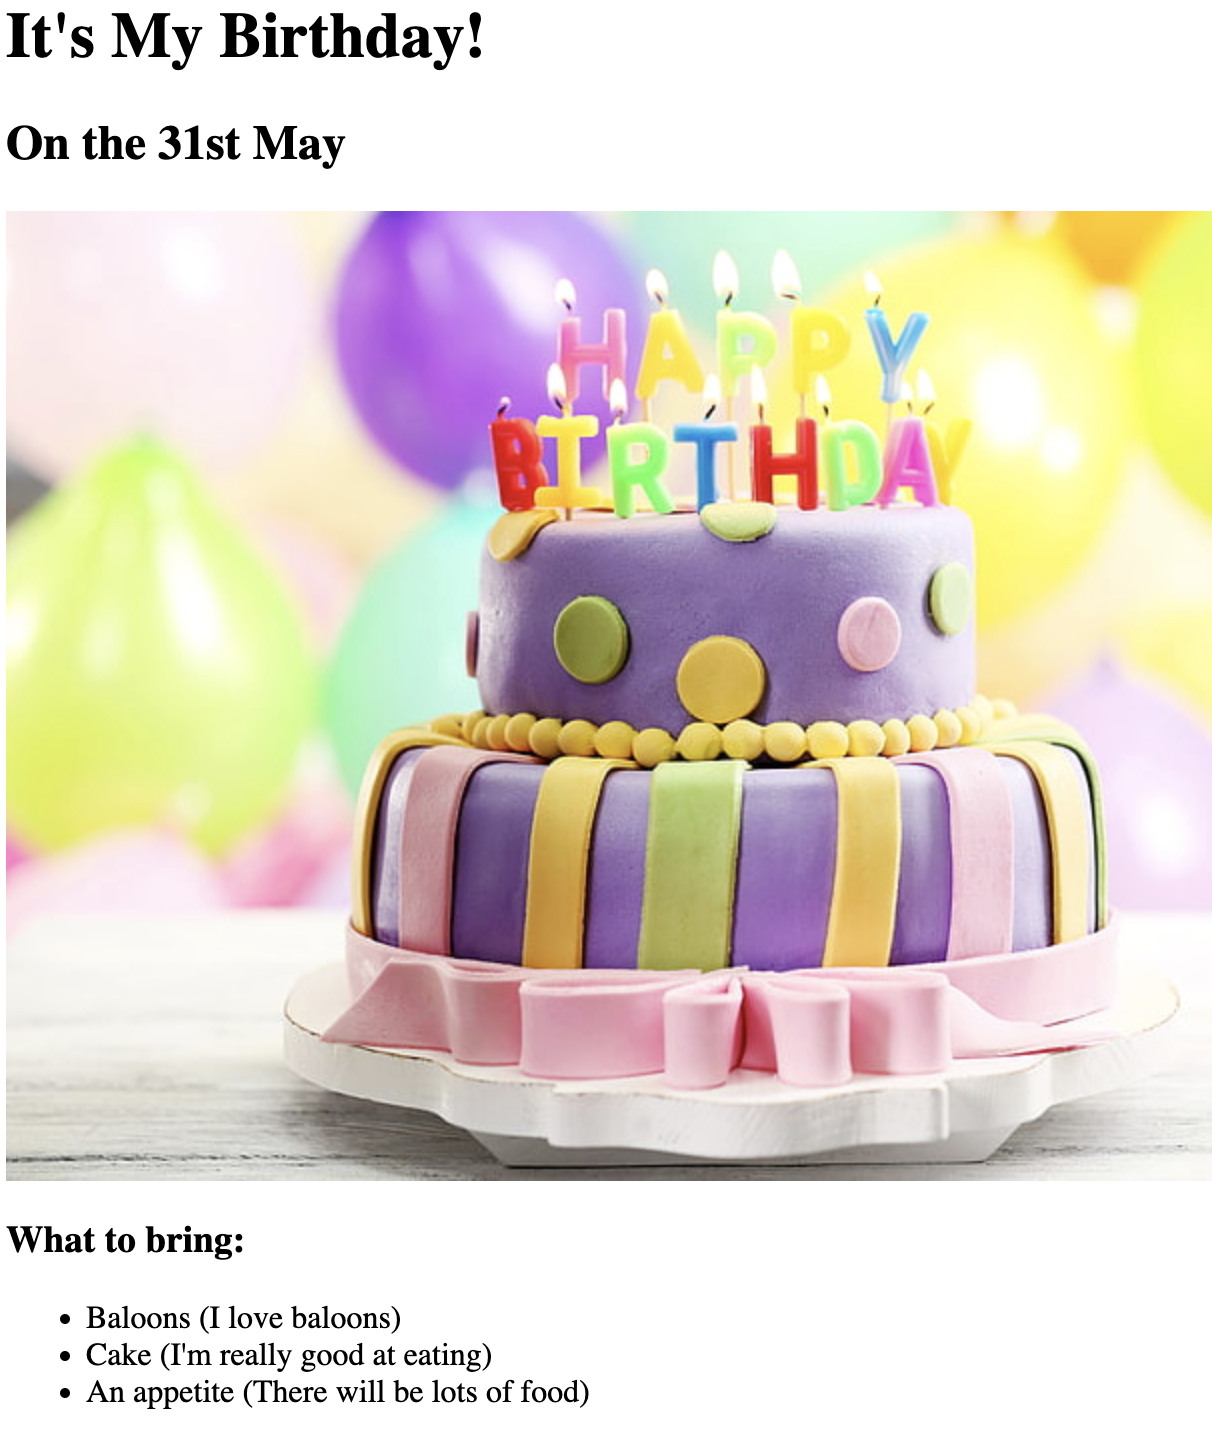 It's My Birthday!
On the 31st May
HAPPY
BIRTHDAY
What to bring:
Baloons (I love baloons)
Cake (I'm really good at eating)
An appetite (There will be lots of food)